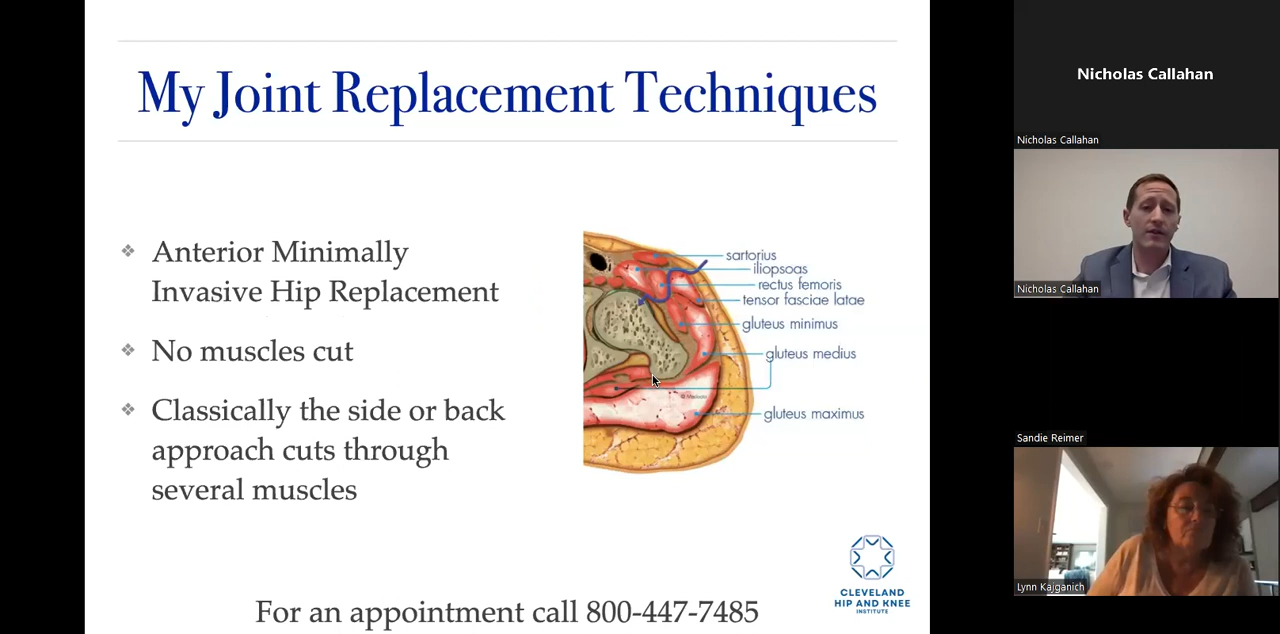 My Joint Replacement Techniques
Anterior Minimally
Invasive Hip Replacement
No muscles cut
Classically the side or back
approach cuts through
several muscles
sartorius
iliopsoas
rectus femoris
tensor fasciae latae
gluteus minimus
gluteus medius
gluteus maximus
CLEVELAND
HIP AND KNEE
INSTITUTE
For an appointment call 800-447-7485
Nicholas Callahan
Nicholas Callahan
Nicholas Callahan
Sandie Reimer
Lynn Kajganich